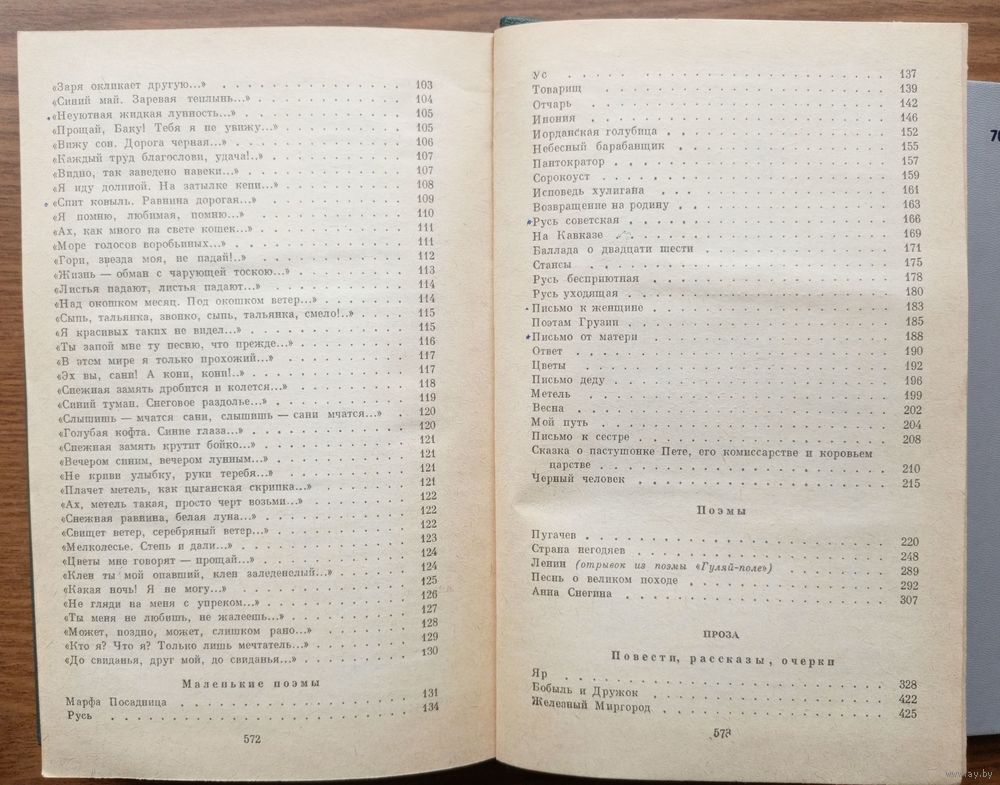 «Заря окликает другую...» 103
«Синий май. Заревая теплынь...» 104
«Неуютная жидкая лунность...» 105
«Прощай, Баку! Тебя я не увижу...» 105
«Вижу сон. Дорога черная...» 106
«Каждый труд благослови, удача!..» 107
«Видно, так заведено навеки...» 107
«Я иду долиной. На затылке кепи...» 108
«Спит ковыль. Равнина дорогая...» 109
«Я помню, любимая, помню...» 110
«Ах, как много на свете кошек...» 111
«Море голосов воробьиных...» 111
«Гори, звезда моя, не падай!..» 112
«Жизнь — обман с чарующей тоскою...» 113
«Листья падают, листья падают...» 114
«Над окошком месяц. Под окошком ветер...» 114
«Сыпь, тальянка, звонко, сыпь, тальянка, смело!..» 115
«Я красивых таких не видел...» 115
«Ты запой мне ту песню, что прежде...» 116
«В этом мире я только прохожий...» 117
«Эх вы, сани! А кони, кони!..» 117
«Снежная замять дробится и колется...» 118
«Синий туман. Снеговое раздолье...» 119
«Слышишь — мчатся сани, слышишь — сани мчатся...» 120
«Голубая кофта. Синие глаза...» 120
«Снежная замять крутит бойко...» 121
«Вечером синим, вечером лунным...» 121
«Не криви улыбку, руки теребя...» 121
«Плачет метель, как цыганская скрипка...» 121
«Ах, метель такая, просто черт возьми...» 122
«Снежная равнина, белая луна...» 122
«Свищет ветер, серебряный ветер...» 122
«Мелколесье. Степь и дали...» 123
«Цветы мне говорят — прощай...» 124
«Клен ты мой опавший, клен заледенелый...» 124
«Какая ночь! Я не могу...» 125
«Не гляди на меня с упреком...» 126
«Ты меня не любишь, не жалеешь...» 127
«Может, поздно, может, слишком рано...» 128
«Кто я? Что я? Только лишь мечтатель...» 129
«До свиданья, друг мой, до свиданья...» 130
Маленькие поэмы
Марфа Посадница 131
Русь 134
572
Ус 137
Товарищ 139
Отчарь 142
Инония 146
Иорданская голубица 152
Небесный барабанщик 155
Пантократор 157
Сорокоуст 159
Исповедь хулигана 161
Возвращение на родину 163
Русь советская 166
На Кавказе 169
Баллада о двадцати шести 171
Стансы 175
Русь бесприютная 178
Русь уходящая 180
Письмо к женщине 183
Поэтам Грузии 185
Письмо от матери 188
Ответ 190
Цветы 192
Письмо деду 196
Метель 199
Весна 202
Мой путь 204
Письмо к сестре 208
Сказка о пастушонке Пете, его комиссарстве и коровьем
царстве 210
Черный человек 215
Поэмы
Пугачев 220
Страна негодяев 248
Ленин (отрывок из поэмы «Гуляй-поле») 289
Песнь о великом походе 292
Анна Снегина 307
ПРОЗА
Повести, рассказы, очерки
Яр 328
Бобыль и Дружок 422
Железный Миргород 425
573
www.ray.by